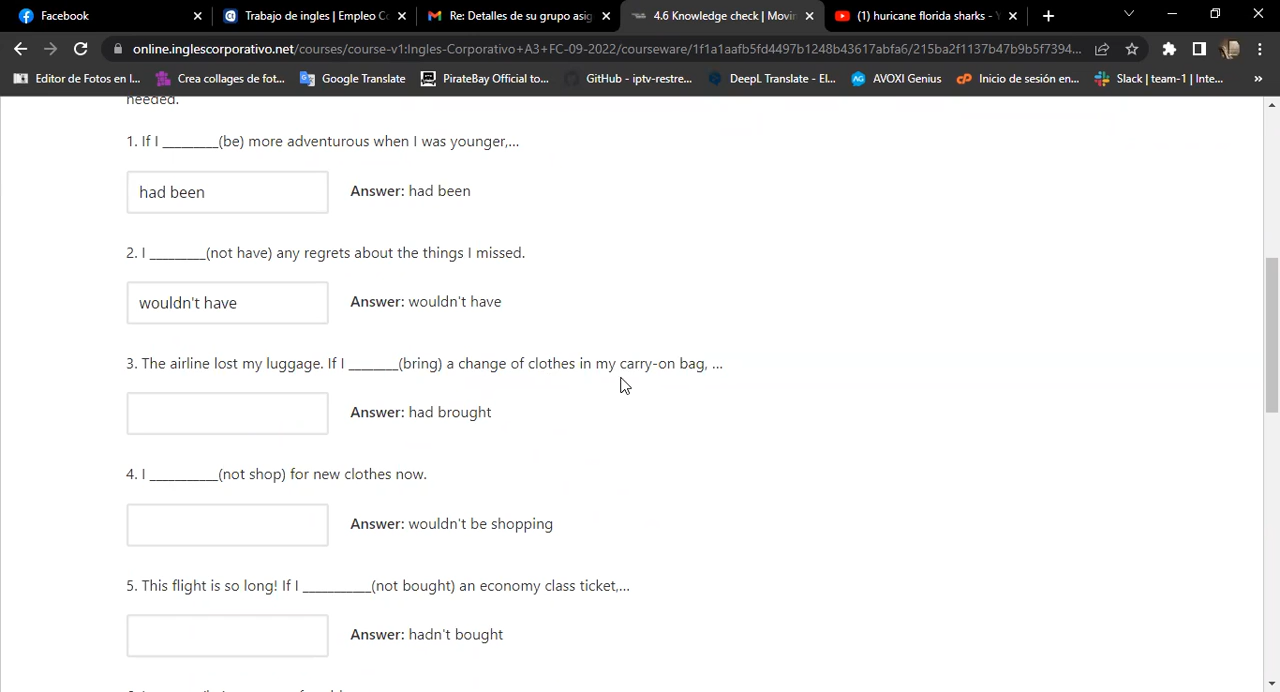 Facebook
Trabajo de ingles | Empleo Co
Re: Detalles de su grupo asig
4.6 Knowledge check | Movin
(1) huricane florida sharks - Y
online.inglescorporativo.net/courses/course-v1:Ingles-Corporativo+A3+FC-09-2022/courseware/1f1a1aafb5fd4497b1248b43617abfa6/215ba2f1137b47b9b5f7394...
Editor de Fotos en l...
Crea collages de fot...
Google Translate
PirateBay Official to...
GitHub - iptv-restre...
DeepL Translate - El...
AVOXI Genius
Inicio de sesión en...
Slack | team-1 | Inte...
needed.
1. If I ________(be) more adventurous when I was younger,...
had been
Answer: had been
2. I ________(not have) any regrets about the things I missed.
wouldn't have
Answer: wouldn't have
3. The airline lost my luggage. If I _______(bring) a change of clothes in my carry-on bag, ...
Answer: had brought
4. I __________(not shop) for new clothes now.
Answer: wouldn't be shopping
5. This flight is so long! If I __________(not bought) an economy class ticket,...
Answer: hadn't bought